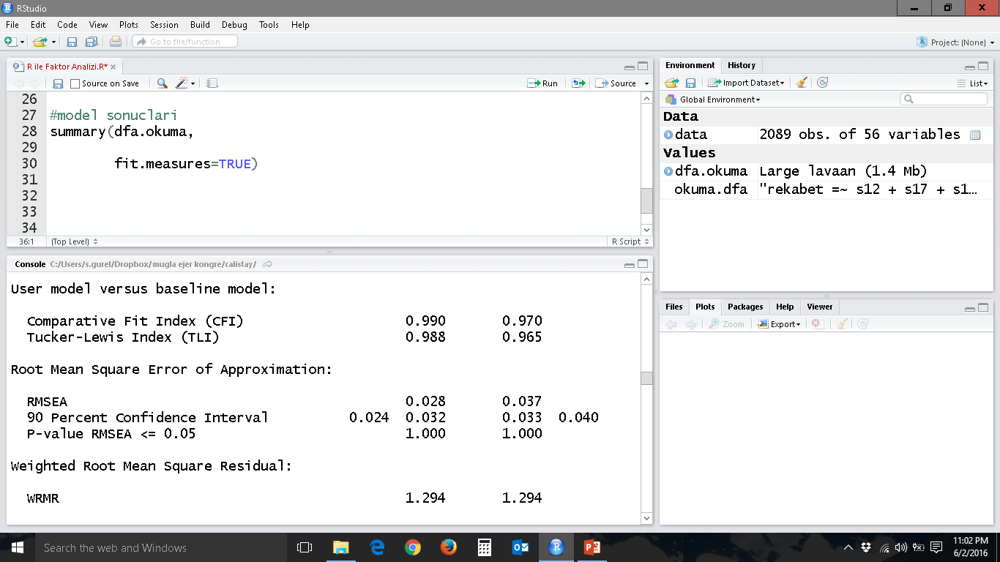 RStudio
File Edit Code View Plots Session Build Debug Tools Help
Go to file/function
Project: (None)
R ile Faktor Analizi.R*
Source on Save
Run
Source
26
27 #model sonuclari
28 summary(dfa.okuma,
29
30 fit.measures=TRUE)
31
32
33
34
36:1 (Top Level) R Script
Console C:/Users/s.gurel/Dropbox/mugla ejer kongre/calistay/
User model versus baseline model:
Comparative Fit Index (CFI) 0.990 0.970
Tucker-Lewis Index (TLI) 0.988 0.965
Root Mean Square Error of Approximation:
RMSEA 0.028 0.037
90 Percent Confidence Interval 0.024 0.032 0.033 0.040
P-value RMSEA <= 0.05 1.000 1.000
Weighted Root Mean Square Residual:
WRMR 1.294 1.294
Environment History
Import Dataset List
Global Environment
Data
data 2089 obs. of 56 variables
Values
dfa.okuma Large lavaan (1.4 Mb)
okuma.dfa "rekabet =~ s12 + s17 + s1…
Files Plots Packages Help Viewer
Zoom Export
Search the web and Windows
11:02 PM
6/2/2016